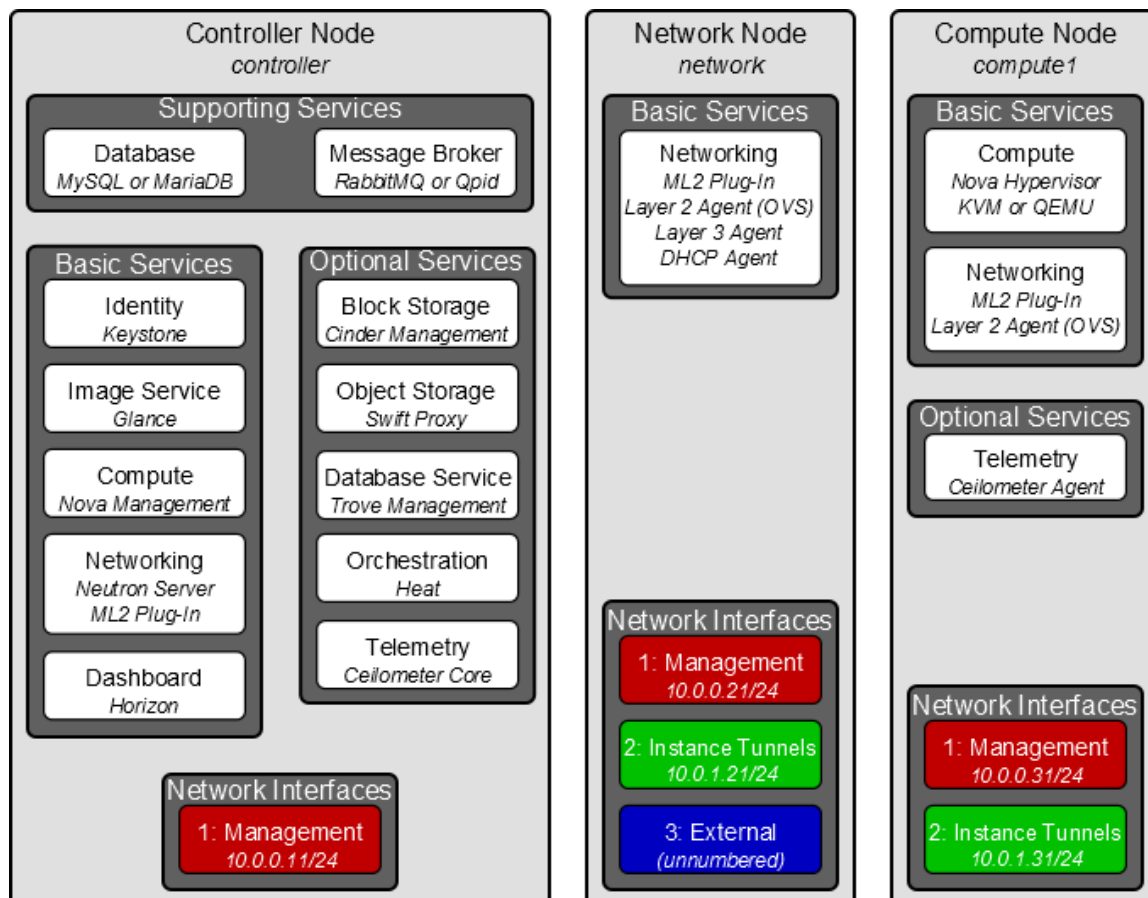 Controller Node
controller
Supporting Services
Database
MySQL or MariaDB
Message Broker
RabbitMQ or Qpid
Basic Services
Identity
Keystone
Image Service
Glance
Compute
Nova Management
Networking
Neutron Server
ML2 Plug-In
Dashboard
Horizon
Optional Services
Block Storage
Cinder Management
Object Storage
Swift Proxy
Database Service
Trove Management
Orchestration
Heat
Telemetry
Ceilometer Core
Network Interfaces
1: Management
10.0.0.11/24
Network Node
network
Basic Services
Networking
ML2 Plug-In
Layer 2 Agent (OVS)
Layer 3 Agent
DHCP Agent
Network Interfaces
1: Management
10.0.0.21/24
2: Instance Tunnels
10.0.1.21/24
3: External
(unnumbered)
Compute Node
compute1
Basic Services
Compute
Nova Hypervisor
KVM or QEMU
Networking
ML2 Plug-In
Layer 2 Agent (OVS)
Optional Services
Telemetry
Ceilometer Agent
Network Interfaces
1: Management
10.0.0.31/24
2: Instance Tunnels
10.0.1.31/24